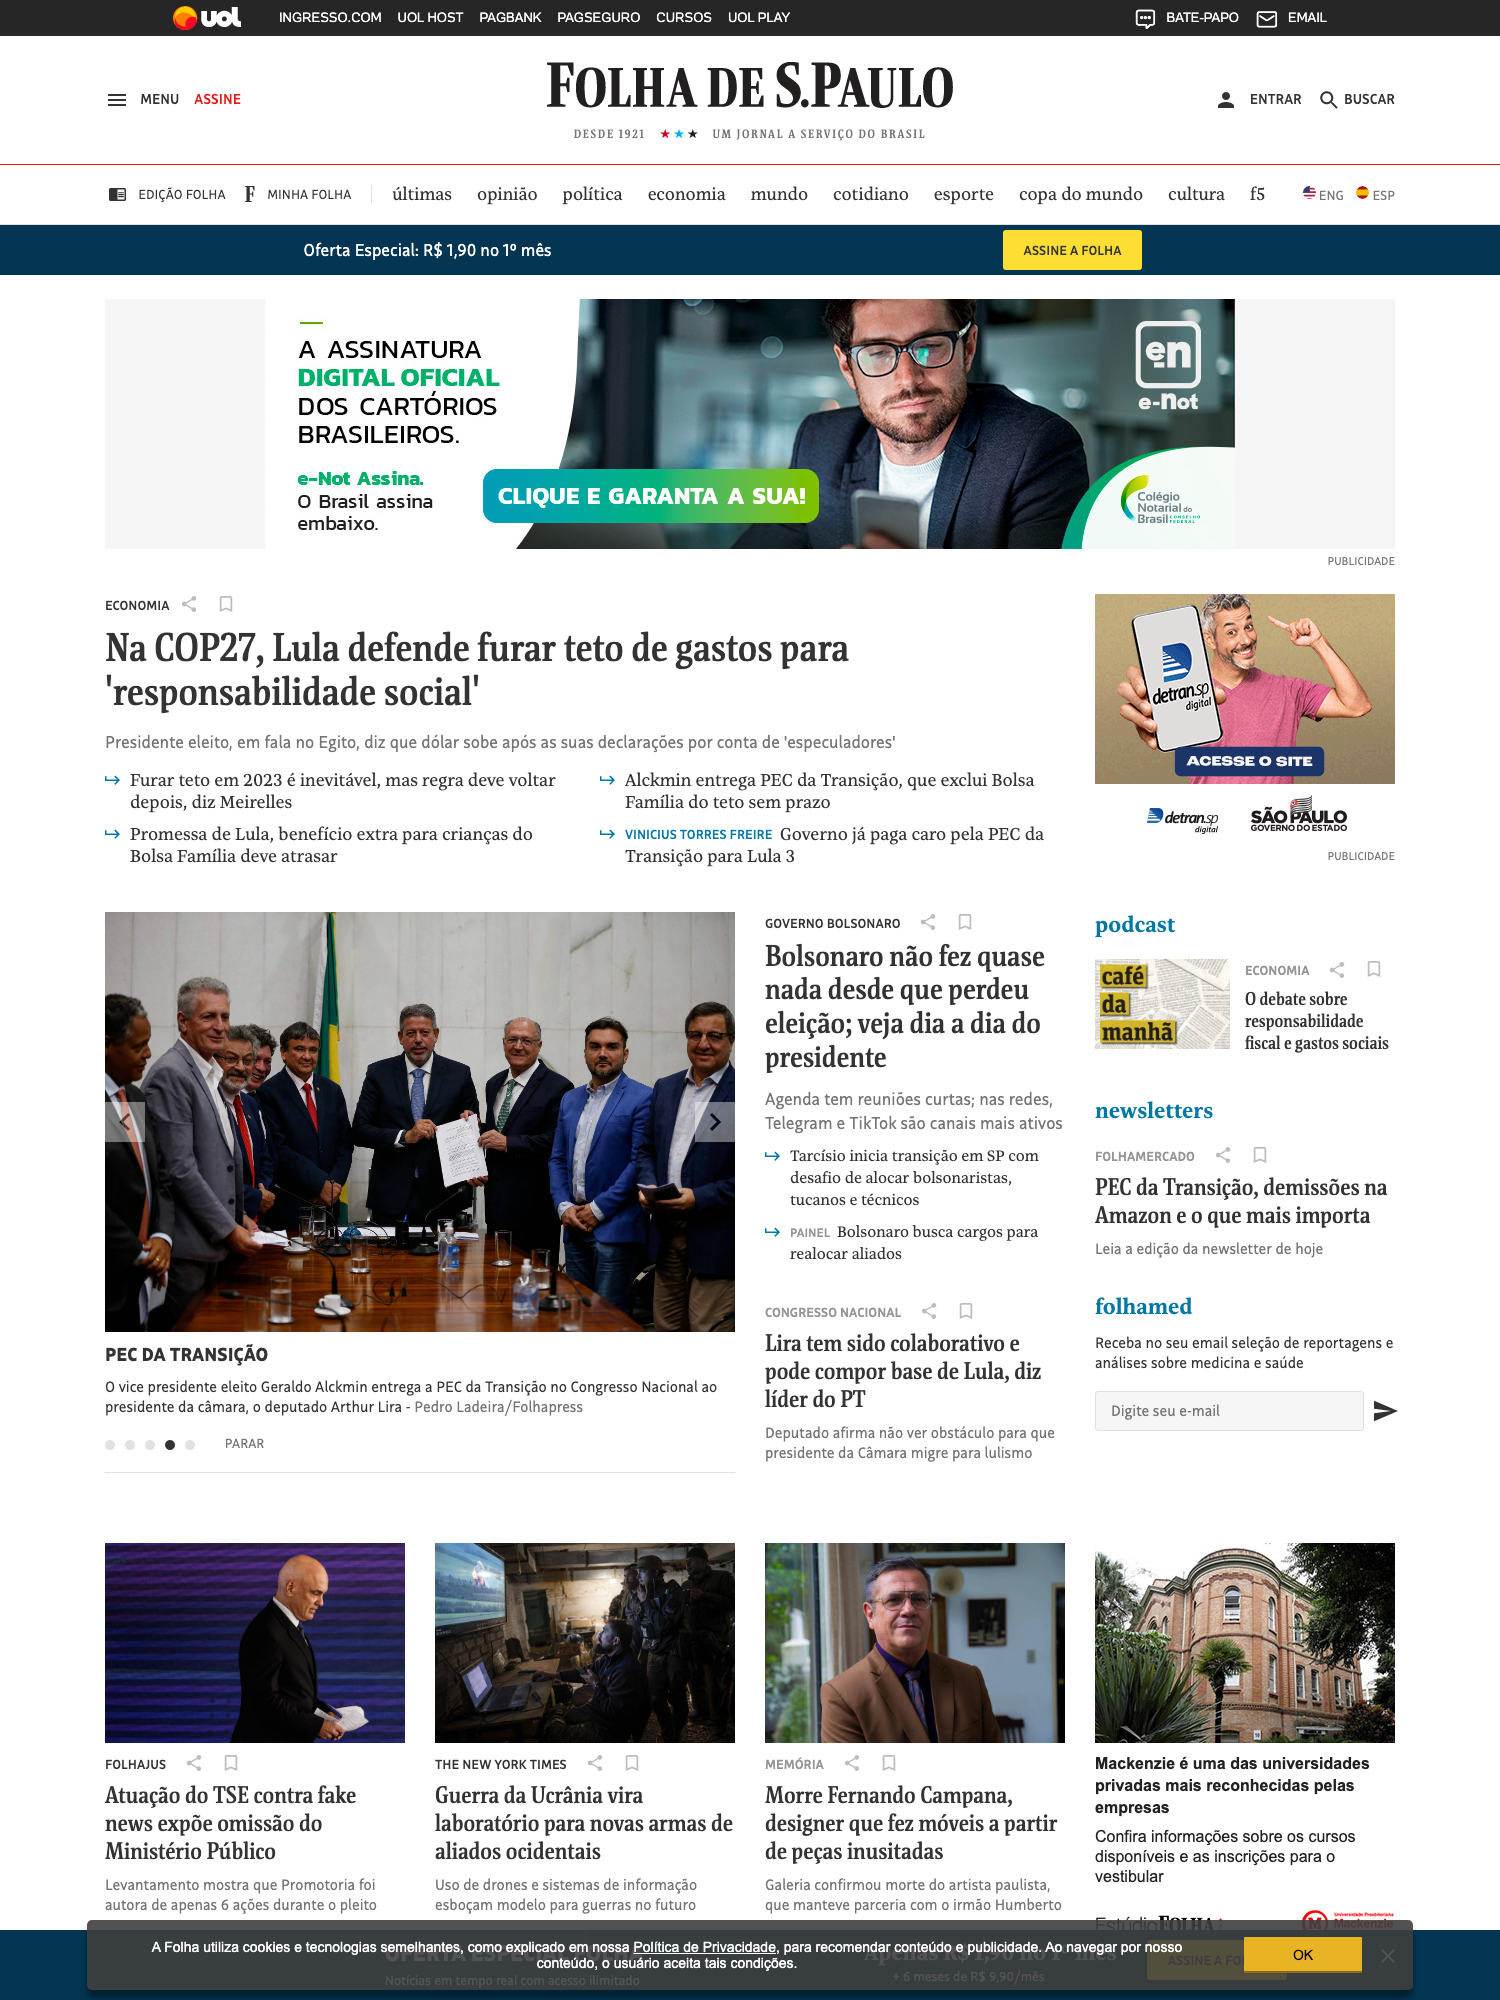 uol INGRESSO.COM UOL HOST PAGBANK PAGSEGURO CURSOS UOL PLAY BATE-PAPO EMAIL
MENU ASSINE
FOLHA DE S.PAULO
DESDE 1921 ★★★ UM JORNAL A SERVIÇO DO BRASIL
ENTRAR BUSCAR
EDIÇÃO FOLHA F MINHA FOLHA últimas opinião política economia mundo cotidiano esporte copa do mundo cultura f5 ENG ESP
Oferta Especial: R$ 1,90 no 1º mês ASSINE A FOLHA
A ASSINATURA
DIGITAL OFICIAL
DOS CARTÓRIOS
BRASILEIROS.
e-Not Assina.
O Brasil assina
embaixo.
CLIQUE E GARANTA A SUA!
en
e-not
Colégio
Notarial do
Brasil CONSELHO FEDERAL
PUBLICIDADE
ECONOMIA
Na COP27, Lula defende furar teto de gastos para
'responsabilidade social'
Presidente eleito, em fala no Egito, diz que dólar sobe após as suas declarações por conta de 'especuladores'
Furar teto em 2023 é inevitável, mas regra deve voltar
depois, diz Meirelles
Alckmin entrega PEC da Transição, que exclui Bolsa
Família do teto sem prazo
Promessa de Lula, benefício extra para crianças do
Bolsa Família deve atrasar
VINICIUS TORRES FREIRE Governo já paga caro pela PEC da
Transição para Lula 3
detran.sp
digital
ACESSE O SITE
detran.sp
digital
SÃO PAULO
GOVERNO DO ESTADO
PUBLICIDADE
PEC DA TRANSIÇÃO
O vice presidente eleito Geraldo Alckmin entrega a PEC da Transição no Congresso Nacional ao
presidente da câmara, o deputado Arthur Lira - Pedro Ladeira/Folhapress
PARAR
GOVERNO BOLSONARO
Bolsonaro não fez quase
nada desde que perdeu
eleição; veja dia a dia do
presidente
Agenda tem reuniões curtas; nas redes,
Telegram e TikTok são canais mais ativos
Tarcísio inicia transição em SP com
desafio de alocar bolsonaristas,
tucanos e técnicos
PAINEL Bolsonaro busca cargos para
realocar aliados
CONGRESSO NACIONAL
Lira tem sido colaborativo e
pode compor base de Lula, diz
líder do PT
Deputado afirma não ver obstáculo para que
presidente da Câmara migre para lulismo
podcast
café
da
manhã
ECONOMIA
O debate sobre
responsabilidade
fiscal e gastos sociais
newsletters
FOLHAMERCADO
PEC da Transição, demissões na
Amazon e o que mais importa
Leia a edição da newsletter de hoje
folhamed
Receba no seu email seleção de reportagens e
análises sobre medicina e saúde
Digite seu e-mail
FOLHAJUS
Atuação do TSE contra fake
news expõe omissão do
Ministério Público
Levantamento mostra que Promotoria foi
autora de apenas 6 ações durante o pleito
THE NEW YORK TIMES
Guerra da Ucrânia vira
laboratório para novas armas de
aliados ocidentais
Uso de drones e sistemas de informação
esboçam modelo para guerras no futuro
MEMÓRIA
Morre Fernando Campana,
designer que fez móveis a partir
de peças inusitadas
Galeria confirmou morte do artista paulista,
que manteve parceria com o irmão Humberto
Mackenzie é uma das universidades
privadas mais reconhecidas pelas
empresas
Confira informações sobre os cursos
disponíveis e as inscrições para o
vestibular
Estúdio FOLHA
Universidade Presbiteriana
Mackenzie
A Folha utiliza cookies e tecnologias semelhantes, como explicado em nossa Política de Privacidade, para recomendar conteúdo e publicidade. Ao navegar por nosso
conteúdo, o usuário aceita tais condições.
OK
Notícias em tempo real com acesso ilimitado
Apenas R$ 1,90 no 1º mês
+ 6 meses de R$ 9,90/mês
ASSINE A FO